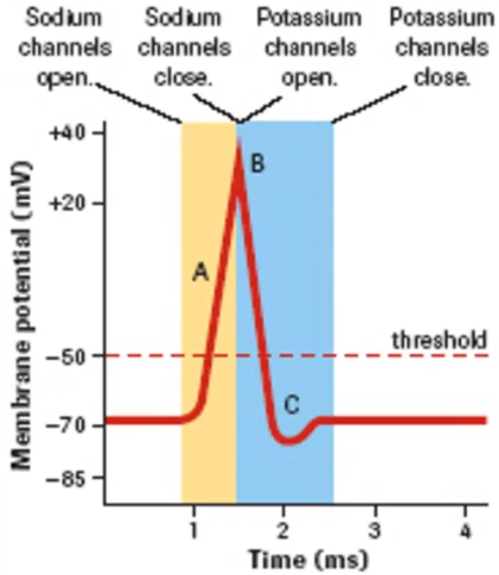 Sodium
channels
open.
Sodium
channels
close.
Potassium
channels
open.
Potassium
channels
close.
Membrane potential (mV)
+40
+20
−50
−70
−85
A
B
C
threshold
1
2
3
4
Time (ms)